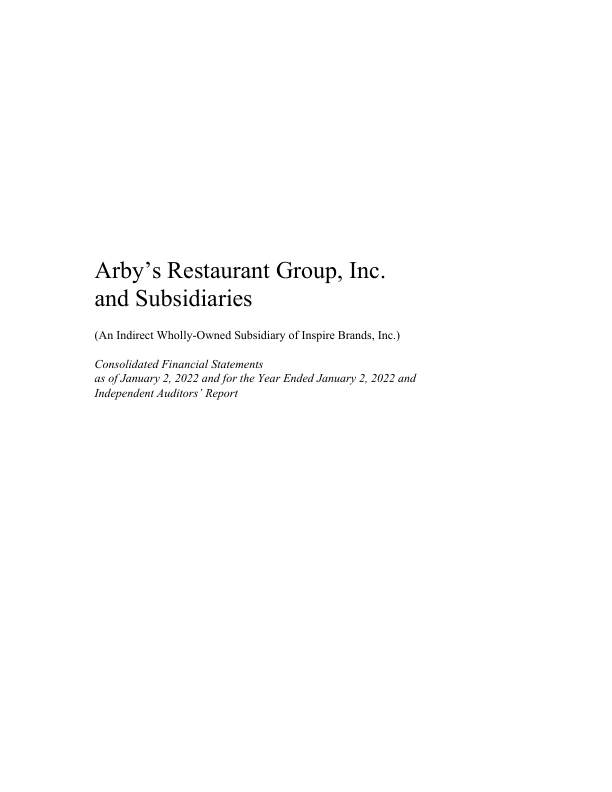 Arby’s Restaurant Group, Inc.
and Subsidiaries
(An Indirect Wholly-Owned Subsidiary of Inspire Brands, Inc.)
Consolidated Financial Statements
as of January 2, 2022 and for the Year Ended January 2, 2022 and
Independent Auditors’ Report